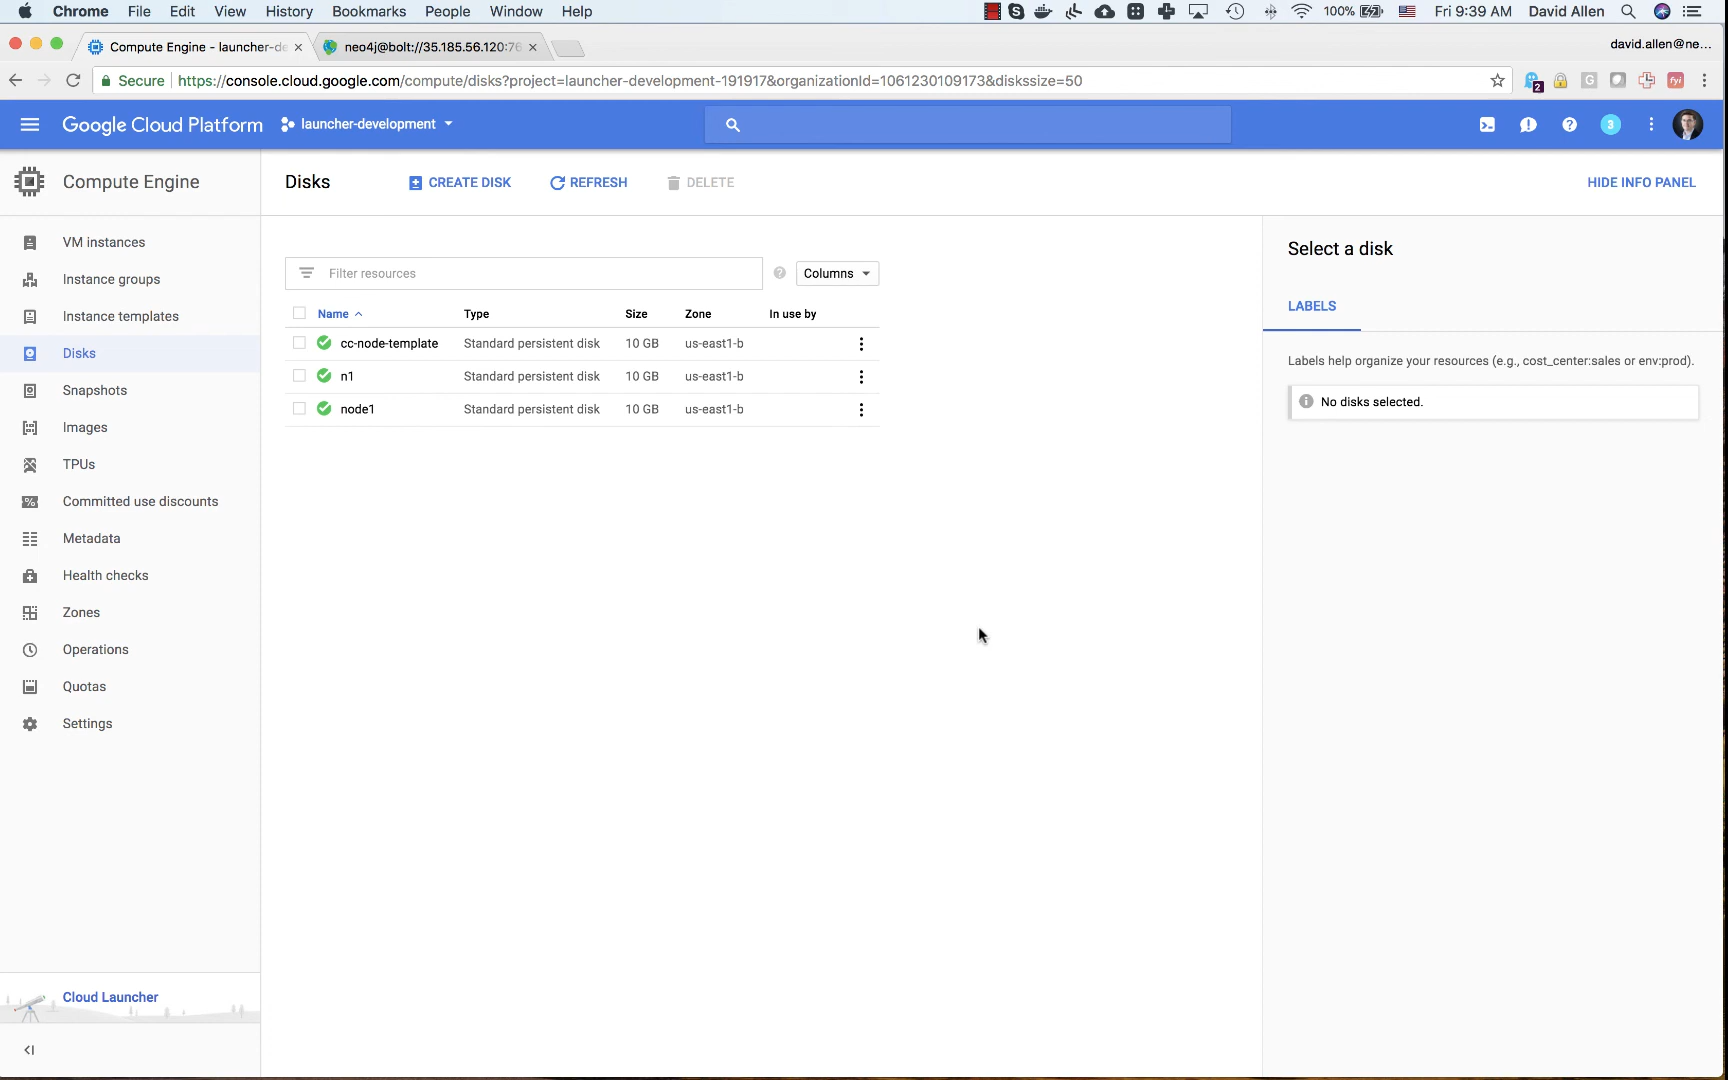 Chrome File Edit View History Bookmarks People Window Help 100% Fri 9:39 AM David Allen
Compute Engine - launcher-de neo4j@bolt://35.185.56.120:76 david.allen@ne...
Secure https://console.cloud.google.com/compute/disks?project=launcher-development-191917&organizationId=1061230109173&diskssize=50 2 G fyi
Google Cloud Platform launcher-development ? 3
Compute Engine
Disks CREATE DISK REFRESH DELETE HIDE INFO PANEL
VM instances
Instance groups
Instance templates
Disks
Snapshots
Images
TPUs
Committed use discounts
Metadata
Health checks
Zones
Operations
Quotas
Settings
Cloud Launcher
Filter resources ? Columns
Name Type Size Zone In use by
cc-node-template Standard persistent disk 10 GB us-east1-b
n1 Standard persistent disk 10 GB us-east1-b
node1 Standard persistent disk 10 GB us-east1-b
Select a disk
LABELS
Labels help organize your resources (e.g., cost_center:sales or env:prod).
No disks selected.